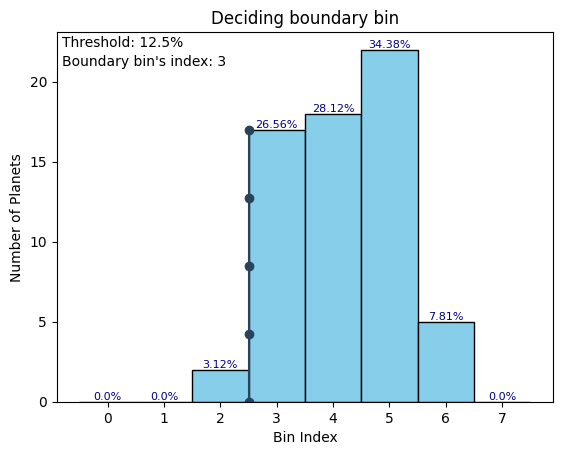 Deciding boundary bin
Threshold: 12.5%
Boundary bin's index: 3
34.38%
28.12%
26.56%
7.81%
3.12%
0.0%
0.0%
0.0%
Number of Planets
20
15
10
5
0
0 1 2 3 4 5 6 7
Bin Index